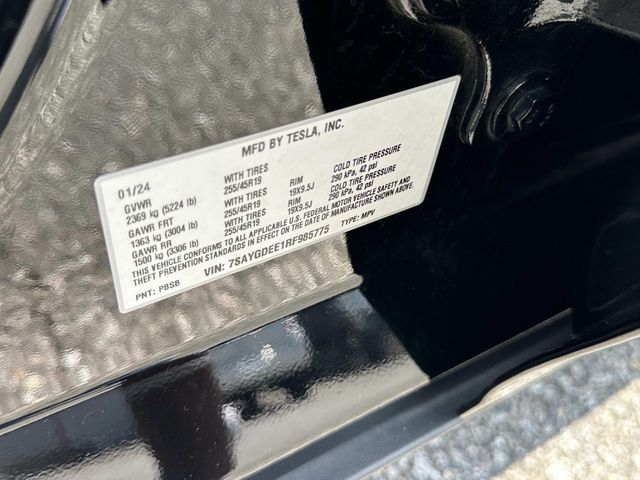 MFD BY TESLA, INC.
01/24
GVWR WITH TIRES RIM COLD TIRE PRESSURE
2369 kg (5224 lb) 255/45R19 19X9.5J 290 kPa, 42 psi
GAWR FRT WITH TIRES RIM COLD TIRE PRESSURE
1363 kg (3004 lb) 255/45R19 19X9.5J 290 kPa, 42 psi
GAWR RR WITH TIRES
1500 kg (3306 lb) 255/45R19
THIS VEHICLE CONFORMS TO ALL APPLICABLE U.S. FEDERAL MOTOR VEHICLE SAFETY AND
THEFT PREVENTION STANDARDS IN EFFECT ON THE DATE OF MANUFACTURE SHOWN ABOVE.
VIN: 7SAYGDEE1RF985775 TYPE: MPV
PNT: PBSB